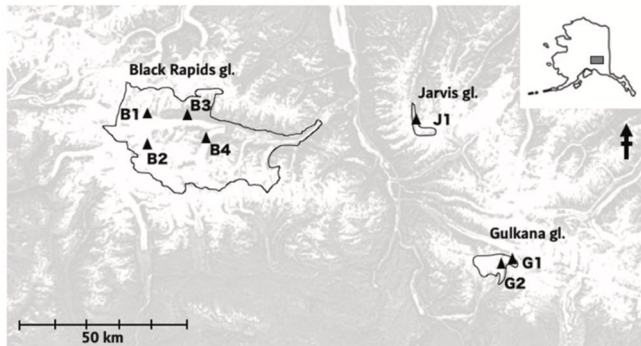 Black Rapids gl.
B1
B3
Jarvis gl.
J1
B2
B4
Gulkana gl.
G1
G2
50 km